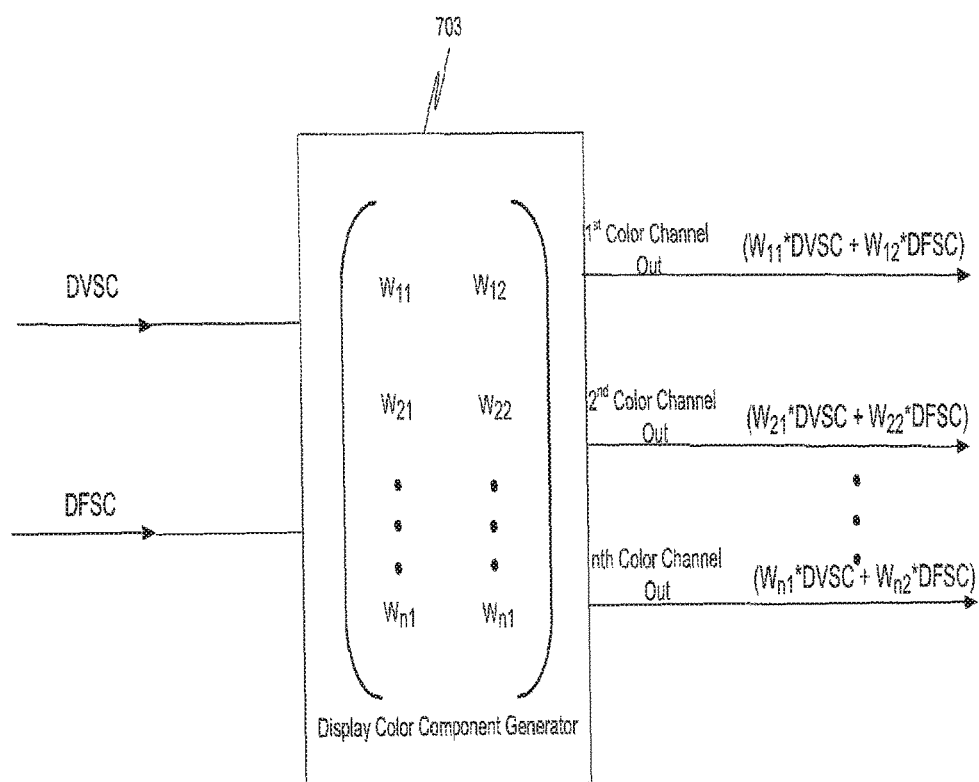 703
1st Color Channel
Out
(W11*DVSC + W12*DFSC)
DVSC
W11 W12
W21 W22
2nd Color Channel
Out
(W21*DVSC + W22*DFSC)
DFSC
nth Color Channel
Out
(Wn1*DVSC + Wn2*DFSC)
Wn1 Wn1
Display Color Component Generator